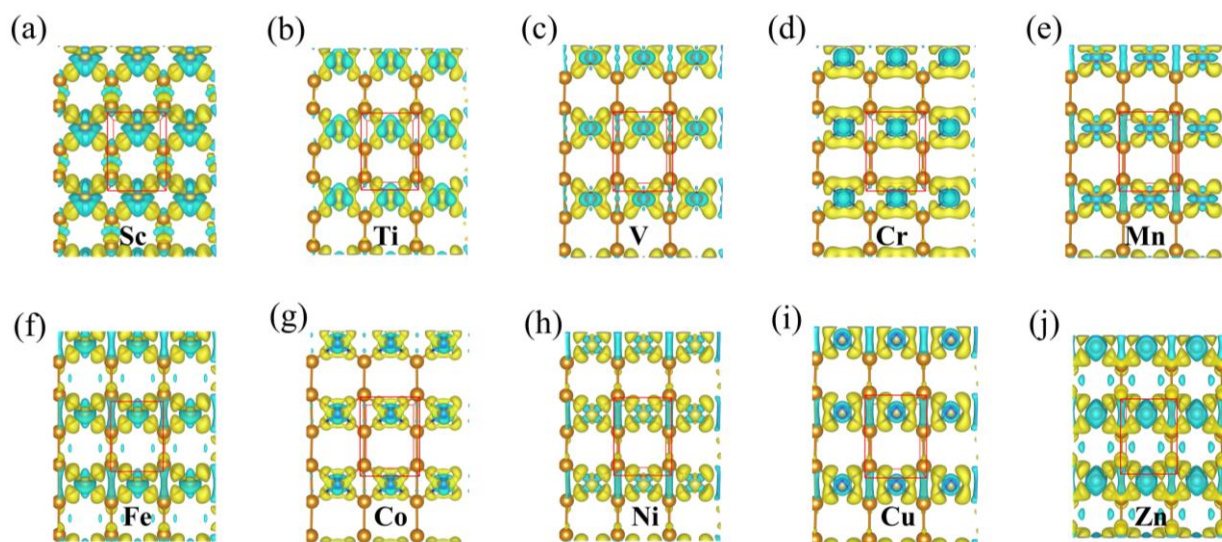 (a) (b) (c) (d) (e)
Sc Ti V Cr Mn
(f) (g) (h) (i) (j)
Fe Co Ni Cu Zn